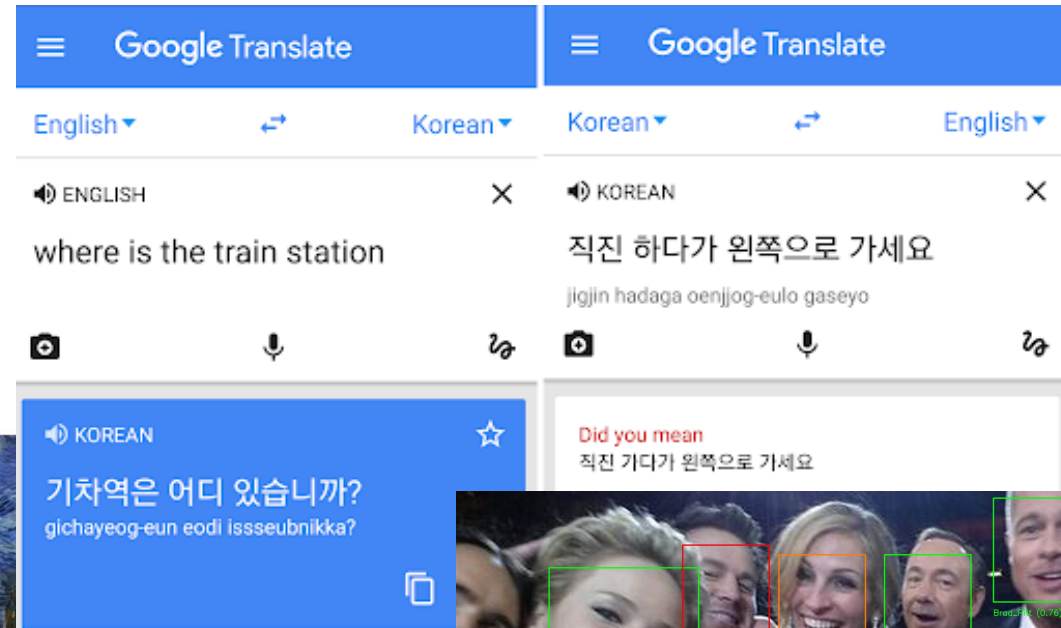 Google Translate
English
Korean
ENGLISH
where is the train station
KOREAN
기차역은 어디 있습니까?
gichayeog-eun eodi issseubnikka?
Google Translate
Korean
English
KOREAN
직진 하다가 왼쪽으로 가세요
jigjin hadaga oenjjog-eulo gaseyo
Did you mean
직진 가다가 왼쪽으로 가세요
Brad_Pitt (0.76)